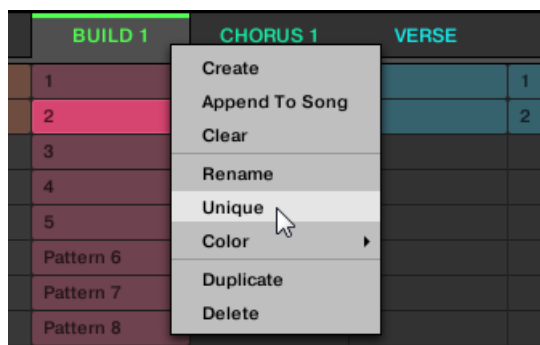 BUILD 1 CHORUS 1 VERSE
1 1
2 2
3
4
5
Pattern 6
Pattern 7
Pattern 8
Create
Append To Song
Clear
Rename
Unique
Color
Duplicate
Delete